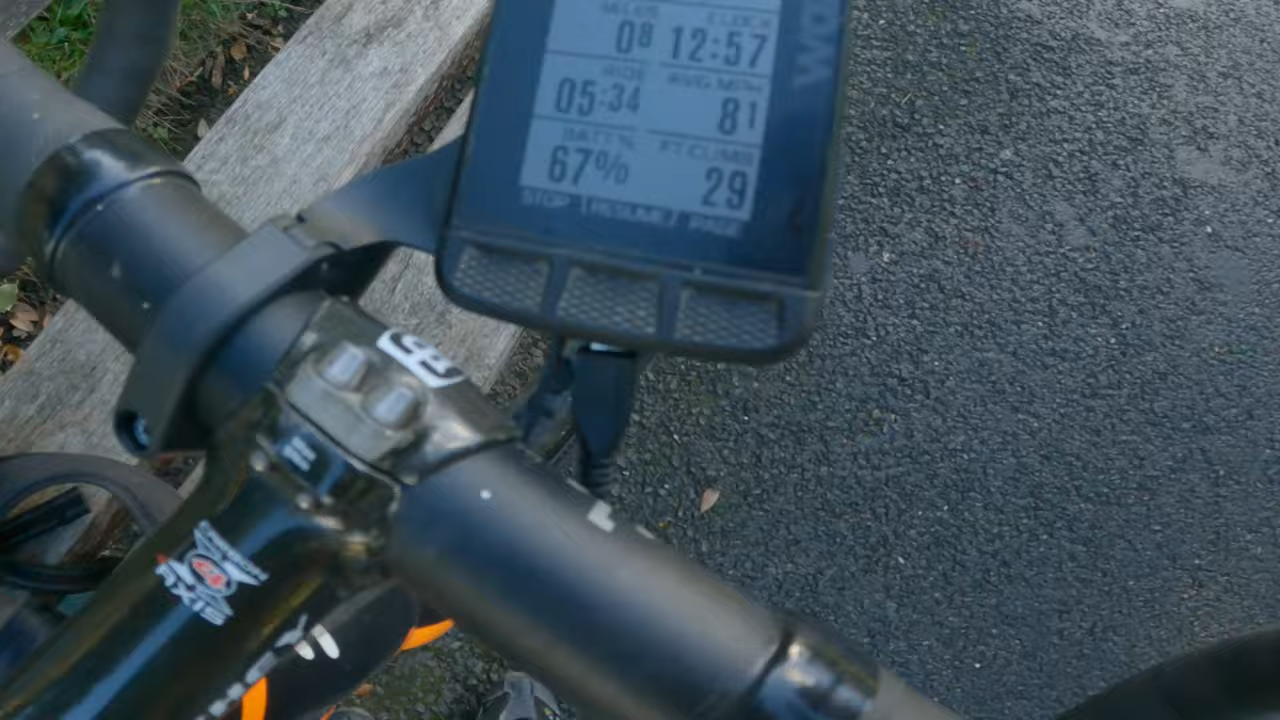 MILES CLOCK
08 12:57
RIDE AVG MPH
05:34 81
BATT % FT CLIMB
67% 29
STOP RESUME PAGE
wa